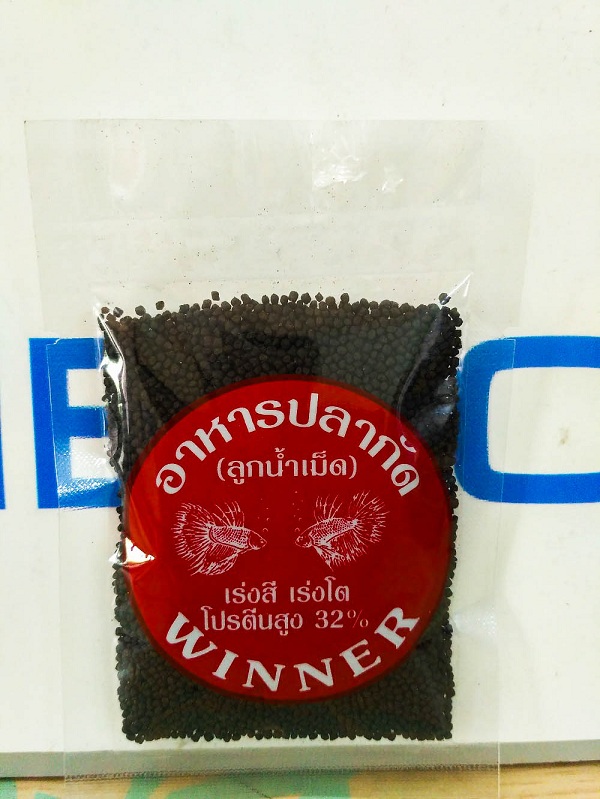 อาหารปลากัด
(ลูกน้ำเม็ด)
เร่งสี เร่งโต
โปรตีนสูง 32%
WINNER